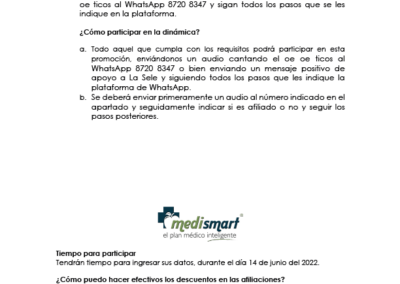 oe ticos al WhatsApp 8720 8347 y sigan todos los pasos que se les
indique en la plataforma.
¿Cómo participar en la dinámica?
a. Todo aquel que cumpla con los requisitos podrá participar en esta
promoción, enviándonos un audio cantando el oe oe ticos al
WhatsApp 8720 8347 o bien enviando un mensaje positivo de
apoyo a La Sele y siguiendo todos los pasos que les indique la
plataforma de WhatsApp.
b. Se deberá enviar primeramente un audio al número indicado en el
apartado y seguidamente indicar si es afiliado o no y seguir los
pasos posteriores.
medismart
el plan médico inteligente
Tiempo para participar
Tendrán tiempo para ingresar sus datos, durante el día 14 de junio del 2022.
¿Cómo puedo hacer efectivos los descuentos en las afiliaciones?